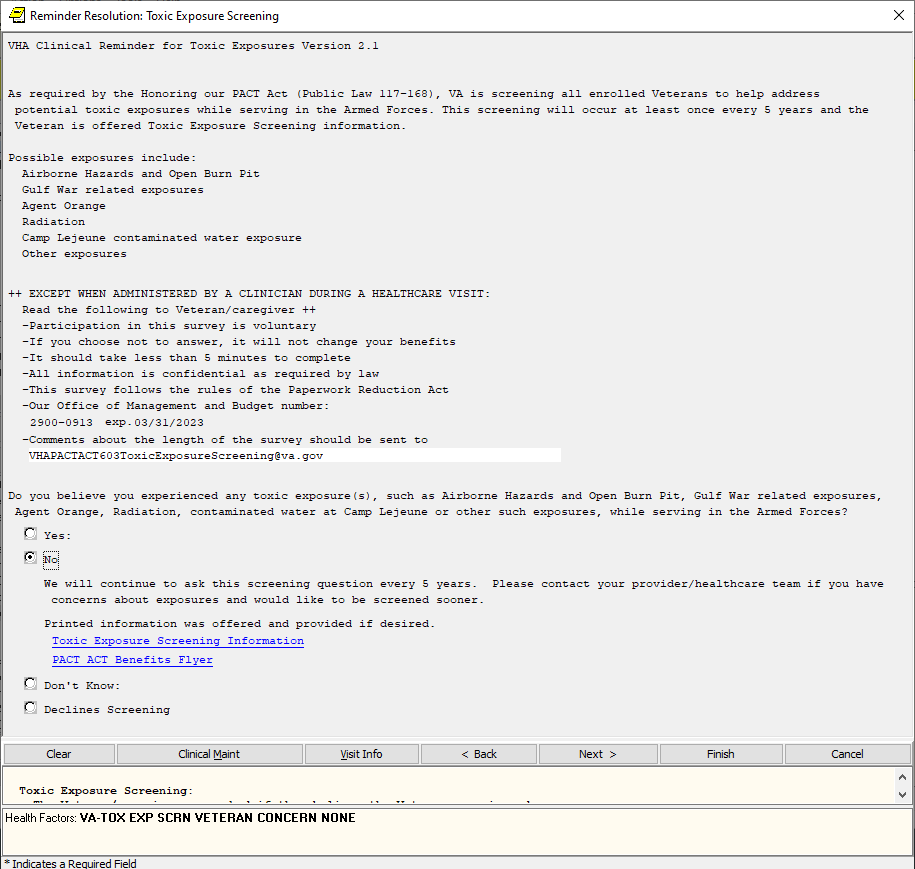 Reminder Resolution: Toxic Exposure Screening
VHA Clinical Reminder for Toxic Exposures Version 2.1
As required by the Honoring our PACT Act (Public Law 117-168), VA is screening all enrolled Veterans to help address
potential toxic exposures while serving in the Armed Forces. This screening will occur at least once every 5 years and the
Veteran is offered Toxic Exposure Screening information.
Possible exposures include:
Airborne Hazards and Open Burn Pit
Gulf War related exposures
Agent Orange
Radiation
Camp Lejeune contaminated water exposure
Other exposures
++ EXCEPT WHEN ADMINISTERED BY A CLINICIAN DURING A HEALTHCARE VISIT:
Read the following to Veteran/caregiver ++
-Participation in this survey is voluntary
-If you choose not to answer, it will not change your benefits
-It should take less than 5 minutes to complete
-All information is confidential as required by law
-This survey follows the rules of the Paperwork Reduction Act
-Our Office of Management and Budget number:
2900-0913 exp.03/31/2023
-Comments about the length of the survey should be sent to
VHAPACTACT603ToxicExposureScreening@va.gov
Do you believe you experienced any toxic exposure(s), such as Airborne Hazards and Open Burn Pit, Gulf War related exposures,
Agent Orange, Radiation, contaminated water at Camp Lejeune or other such exposures, while serving in the Armed Forces?
Yes:
No
We will continue to ask this screening question every 5 years. Please contact your provider/healthcare team if you have
concerns about exposures and would like to be screened sooner.
Printed information was offered and provided if desired.
Toxic Exposure Screening Information
PACT ACT Benefits Flyer
Don't Know:
Declines Screening
Clear
Clinical Maint
Visit Info
< Back
Next >
Finish
Cancel
Toxic Exposure Screening:
Health Factors: VA-TOX EXP SCRN VETERAN CONCERN NONE
* Indicates a Required Field